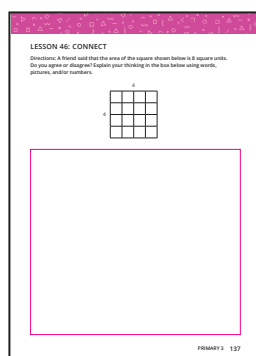 LESSON 46: CONNECT
Directions: A friend said that the area of the square shown below is 8 square units.
Do you agree or disagree? Explain your thinking in the box below using words,
pictures, and/or numbers.
4
4
PRIMARY 3 137